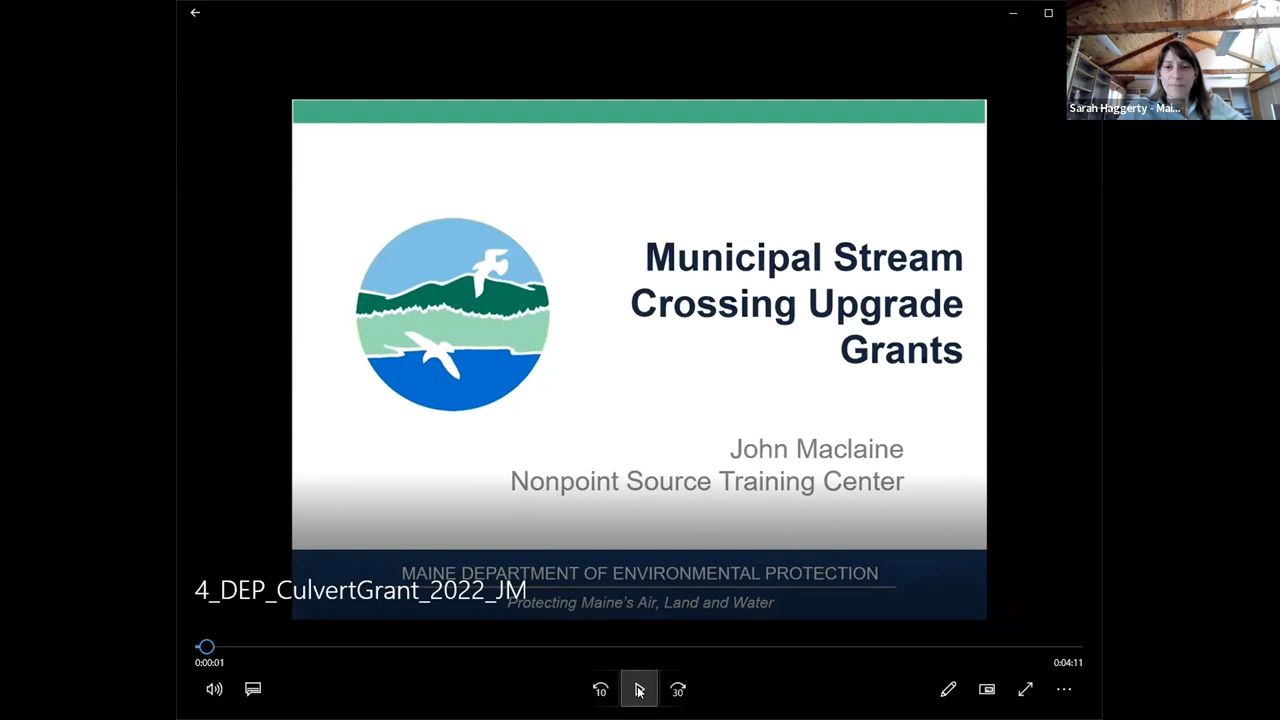 Sarah Haggerty - Mai...
Municipal Stream
Crossing Upgrade
Grants
John Maclaine
Nonpoint Source Training Center
MAINE DEPARTMENT OF ENVIRONMENTAL PROTECTION
4_DEP_CulvertGrant_2022_JM
Protecting Maine's Air, Land and Water
0:00:01
0:04:11
10
30